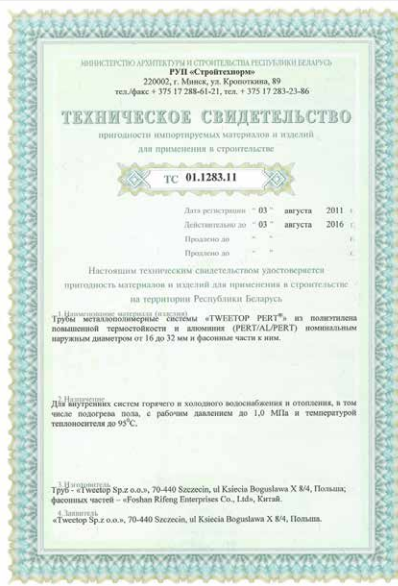 МИНИСТЕРСТВО АРХИТЕКТУРЫ И СТРОИТЕЛЬСТВА РЕСПУБЛИКИ БЕЛАРУСЬ
РУП «Стройтехнорм»
220002, г. Минск, ул. Кропоткина, 89
тел./факс + 375 17 288-61-21, тел. + 375 17 283-23-86
ТЕХНИЧЕСКОЕ СВИДЕТЕЛЬСТВО
пригодности импортируемых материалов и изделий
для применения в строительстве
ТС 01.1283.11
Дата регистрации " 03 " августа 2011 г.
Действительно до " 03 " августа 2016 г.
Продлено до " " г.
Продлено до " " г.
Настоящим техническим свидетельством удостоверяется
пригодность материалов и изделий для применения в строительстве
на территории Республики Беларусь
1.Наименование материала (изделия)
Трубы металлополимерные системы «TWEETOP PERT®» из полиэтилена
повышенной термостойкости и алюминия (PERT/AL/PERT) номинальным
наружным диаметром от 16 до 32 мм и фасонные части к ним.
2.Назначение
Для внутренних систем горячего и холодного водоснабжения и отопления, в том
числе подогрева пола, с рабочим давлением до 1,0 МПа и температурой
теплоносителя до 95⁰С.
3.Изготовитель
Труб - «Tweetop Sp.z o.o.», 70-440 Szczecin, ul Ksiecia Boguslawa X 8/4, Польша;
фасонных частей – «Foshan Rifeng Enterprises Co., Ltd», Китай.
4.Заявитель
«Tweetop Sp.z o.o.», 70-440 Szczecin, ul Ksiecia Boguslawa X 8/4, Польша.